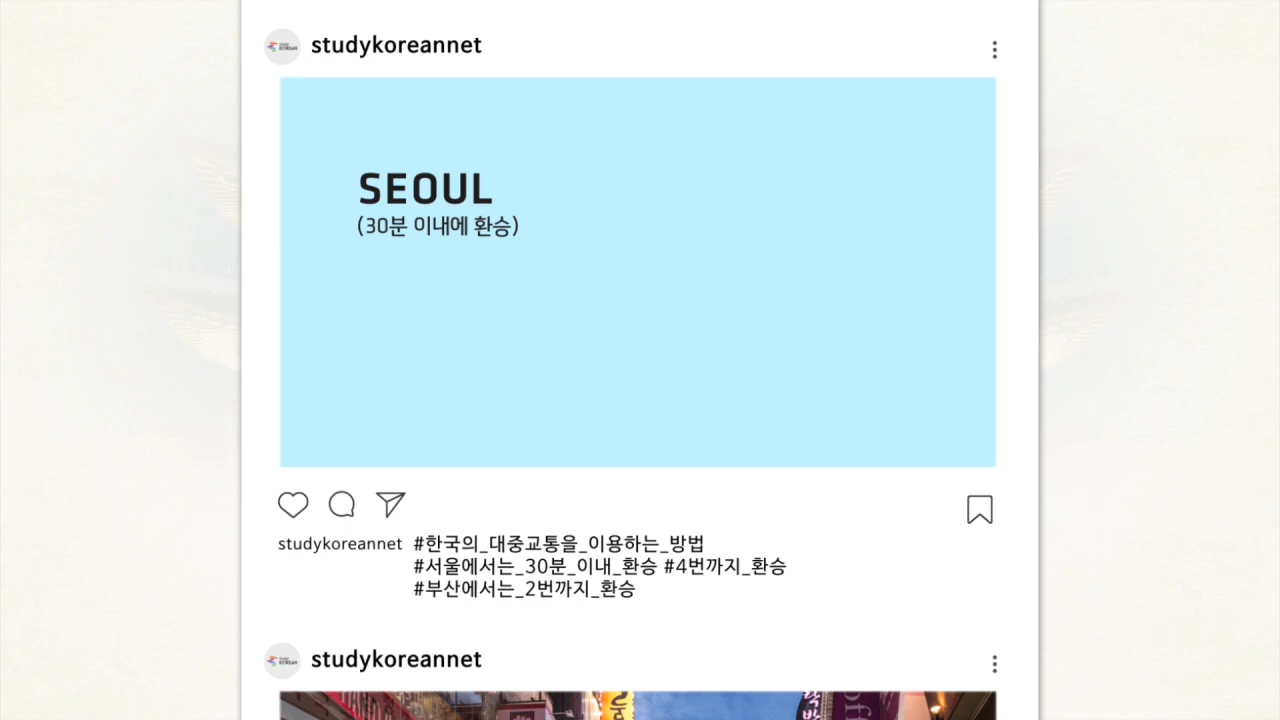 studykoreannet
SEOUL
(30분 이내에 환승)
studykoreannet #한국의_대중교통을_이용하는_방법
#서울에서는_30분_이내_환승 #4번까지_환승
#부산에서는_2번까지_환승
studykoreannet